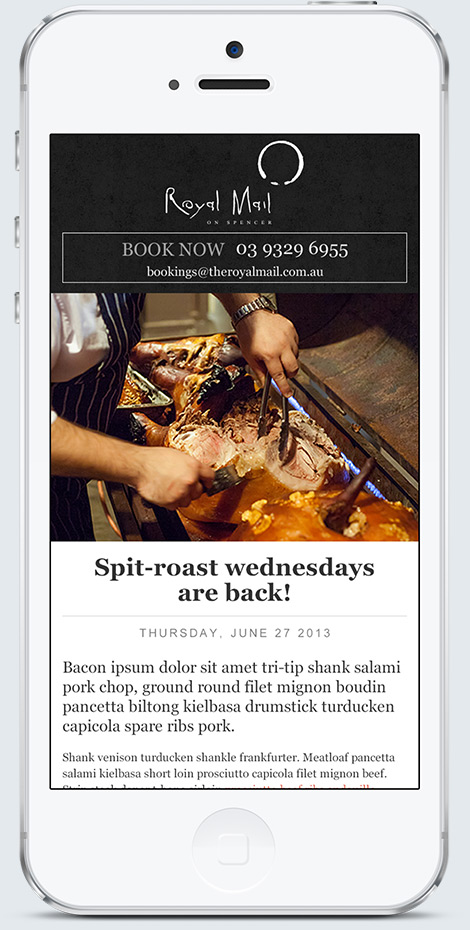 Royal Mail
ON SPENCER
BOOK NOW 03 9329 6955
bookings@theroyalmail.com.au
Spit-roast wednesdays
are back!
THURSDAY, JUNE 27 2013
Bacon ipsum dolor sit amet tri-tip shank salami
pork chop, ground round filet mignon boudin
pancetta biltong kielbasa drumstick turducken
capicola spare ribs pork.
Shank venison turducken shankle frankfurter. Meatloaf pancetta
salami kielbasa short loin prosciutto capicola filet mignon beef.